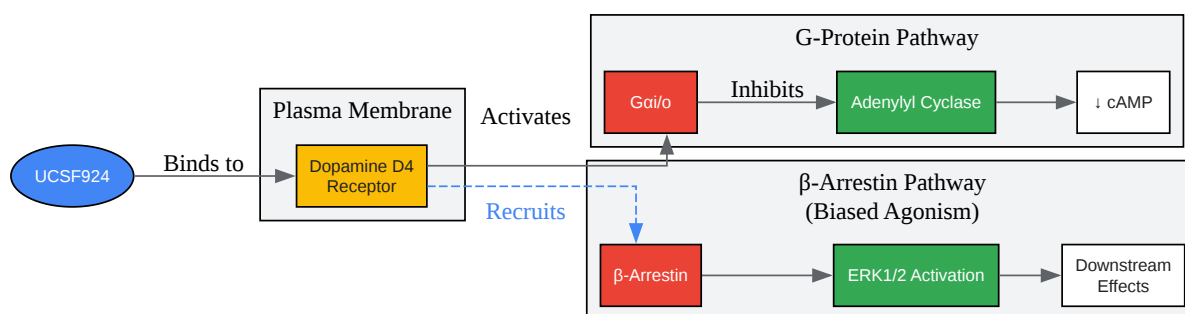 UCSF924
Binds to
Plasma Membrane
Dopamine D4
Receptor
Activates
Recruits
G-Protein Pathway
Gαi/o
Inhibits
Adenylyl Cyclase
↓ cAMP
β-Arrestin Pathway
(Biased Agonism)
β-Arrestin
ERK1/2 Activation
Downstream
Effects